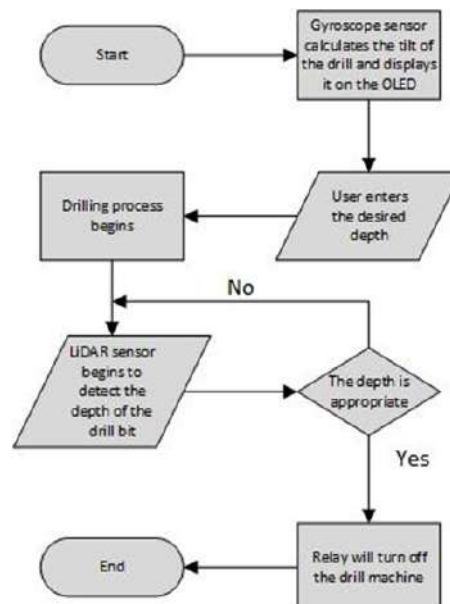 Start
Gyroscope sensor
calculates the tilt of
the drill and displays
it on the OLED
User enters
the desired
depth
Drilling process
begins
No
LiDAR sensor
begins to
detect the
depth of the
drill bit
The depth is
appropriate
Yes
Relay will turn off
the drill machine
End